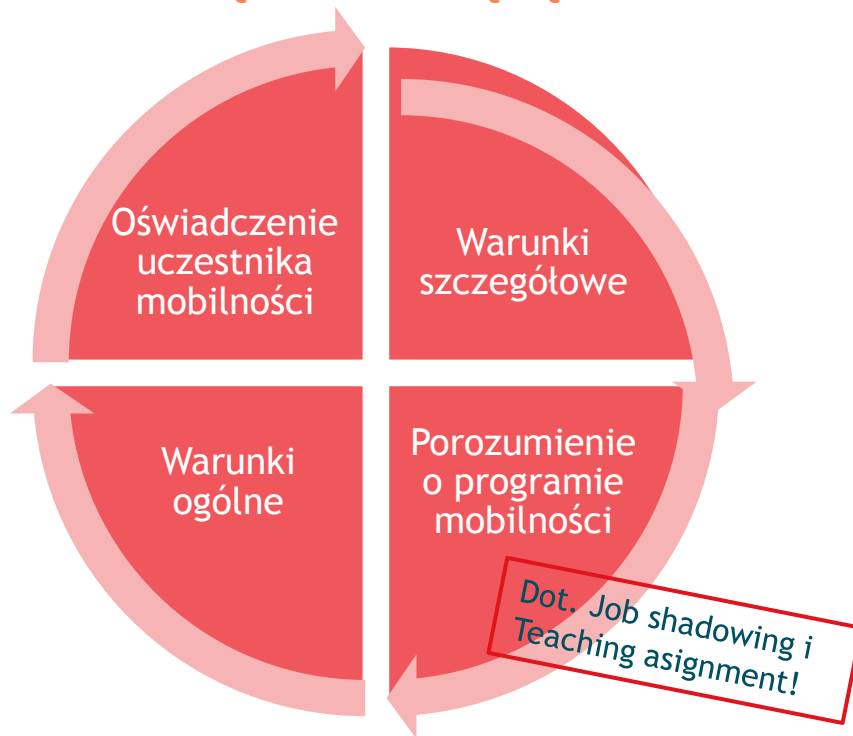 Oświadczenie
uczestnika
mobilności
Warunki
szczegółowe
Warunki
ogólne
Porozumienie
o programie
mobilności
Dot. Job shadowing i
Teaching asignment!